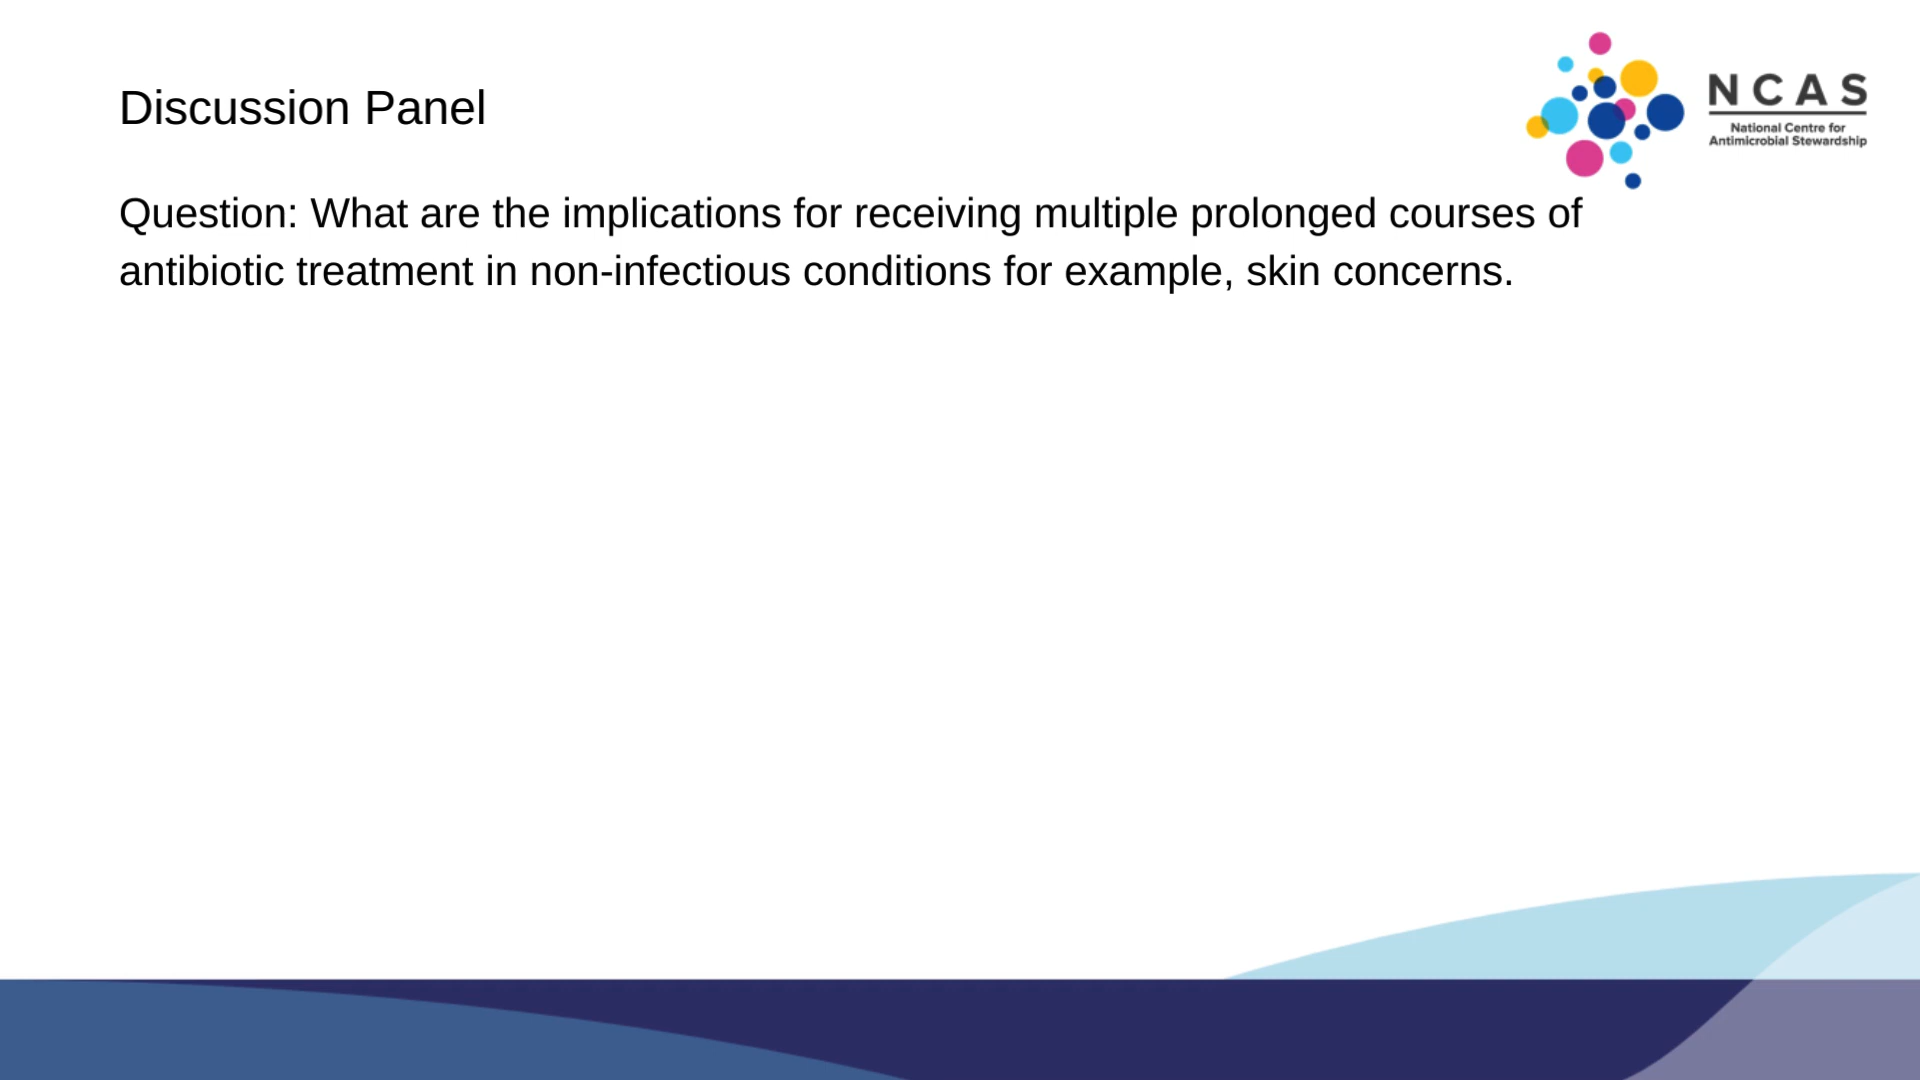 Discussion Panel
NCAS
National Centre for
Antimicrobial Stewardship
Question: What are the implications for receiving multiple prolonged courses of
antibiotic treatment in non-infectious conditions for example, skin concerns.